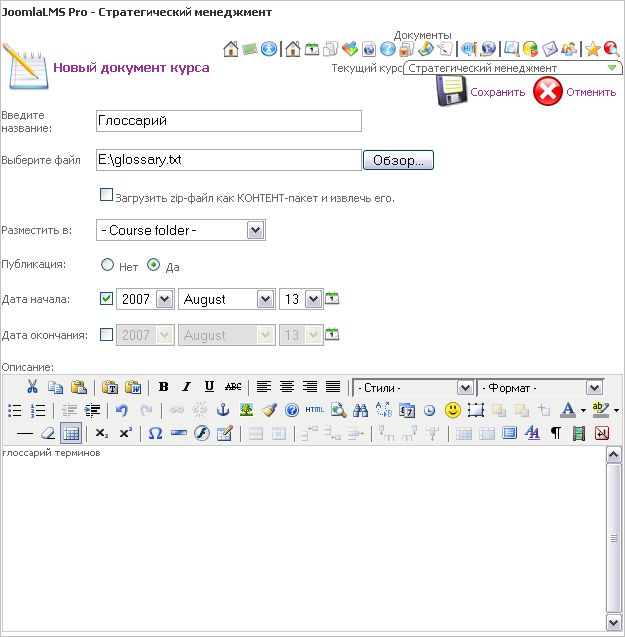 JoomlaLMS Pro - Стратегический менеджмент
Документы
Новый документ курса
Текущий курс Стратегический менеджмент
Сохранить Отменить
Введите название: Глоссарий
Выберите файл E:\glossary.txt Обзор...
Загрузить zip-файл как КОНТЕНТ-пакет и извлечь его.
Разместить в: - Course folder -
Публикация: Нет Да
Дата начала: 2007 August 13
Дата окончания: 2007 August 13
Описание:
B I U ABC - Стили - - Формат -
HTML
глоссарий терминов